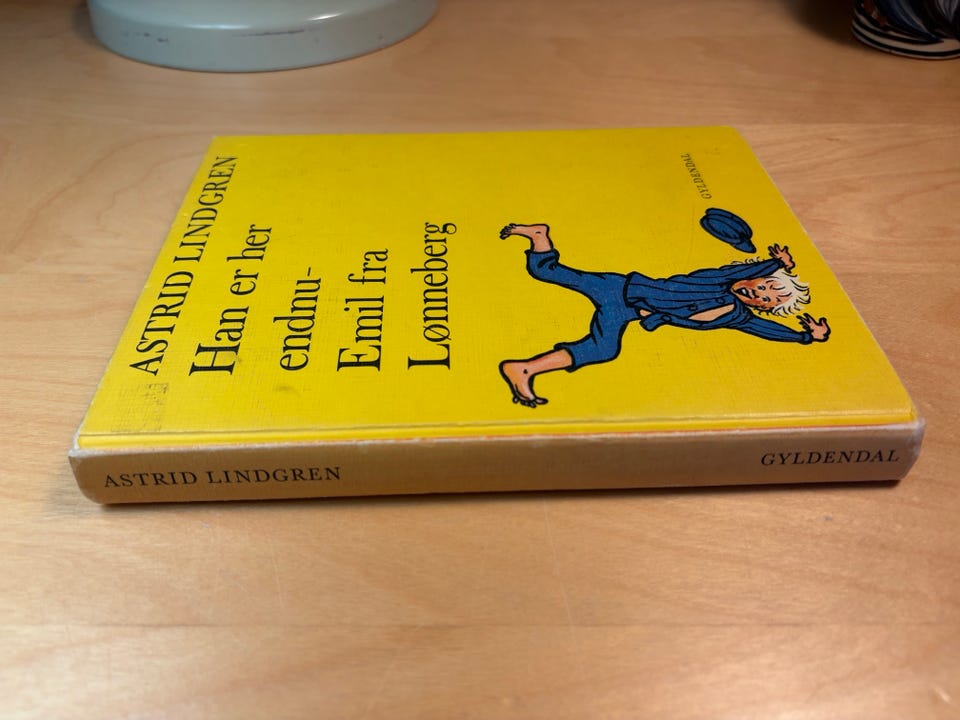 ASTRID LINDGREN
Han er her
endnu-
Emil fra
Lønneberg
GYLDENDAL
ASTRID LINDGREN
GYLDENDAL